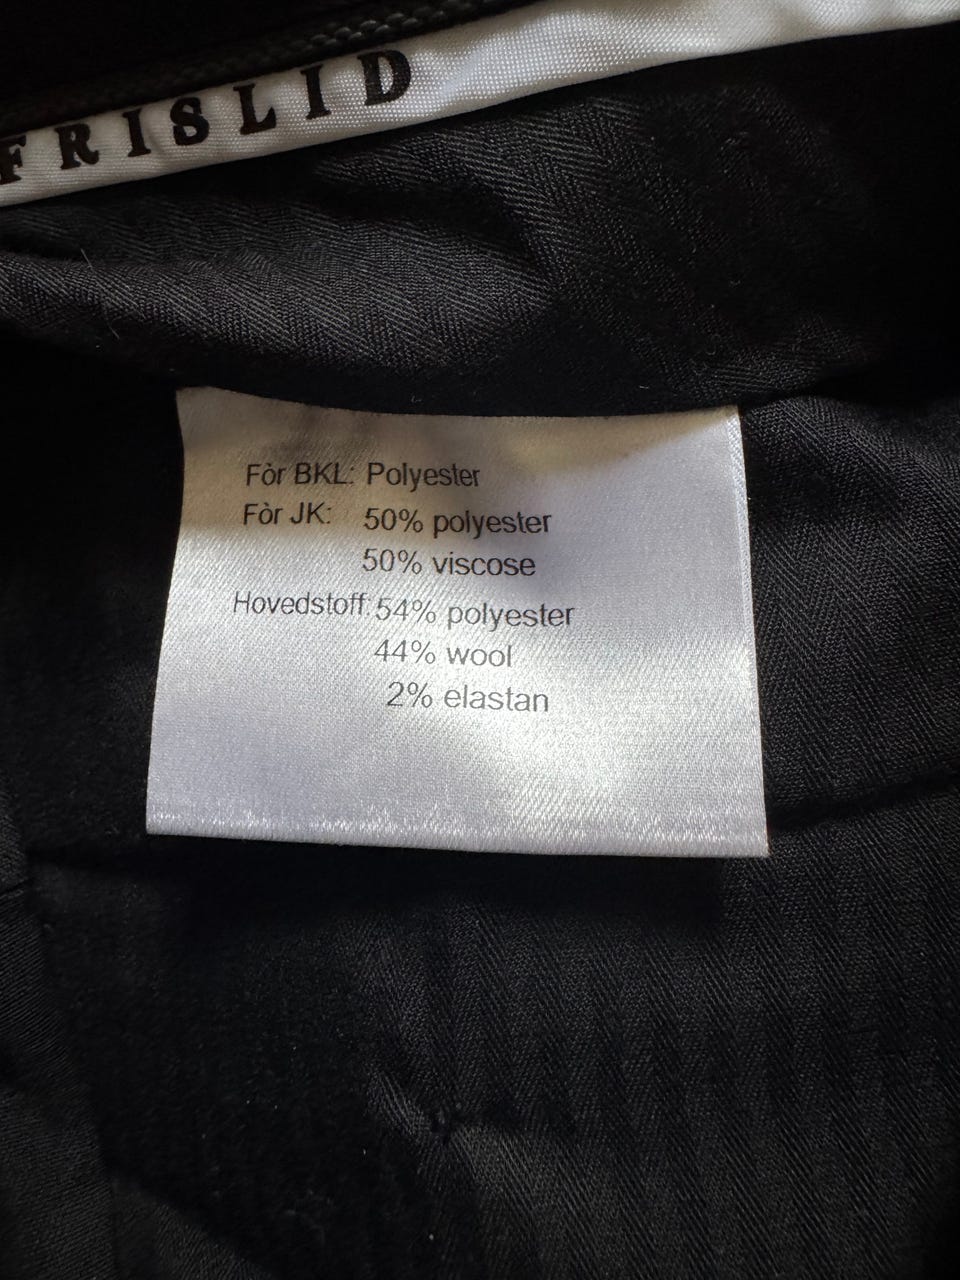 FRISLID
Fòr BKL: Polyester
Fòr JK: 50% polyester
50% viscose
Hovedstoff: 54% polyester
44% wool
2% elastan